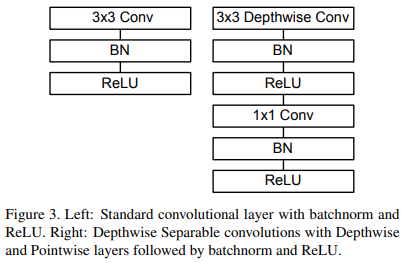 3x3 Conv
BN
ReLU
3x3 Depthwise Conv
BN
ReLU
1x1 Conv
BN
ReLU
Figure 3. Left: Standard convolutional layer with batchnorm and
ReLU. Right: Depthwise Separable convolutions with Depthwise
and Pointwise layers followed by batchnorm and ReLU.